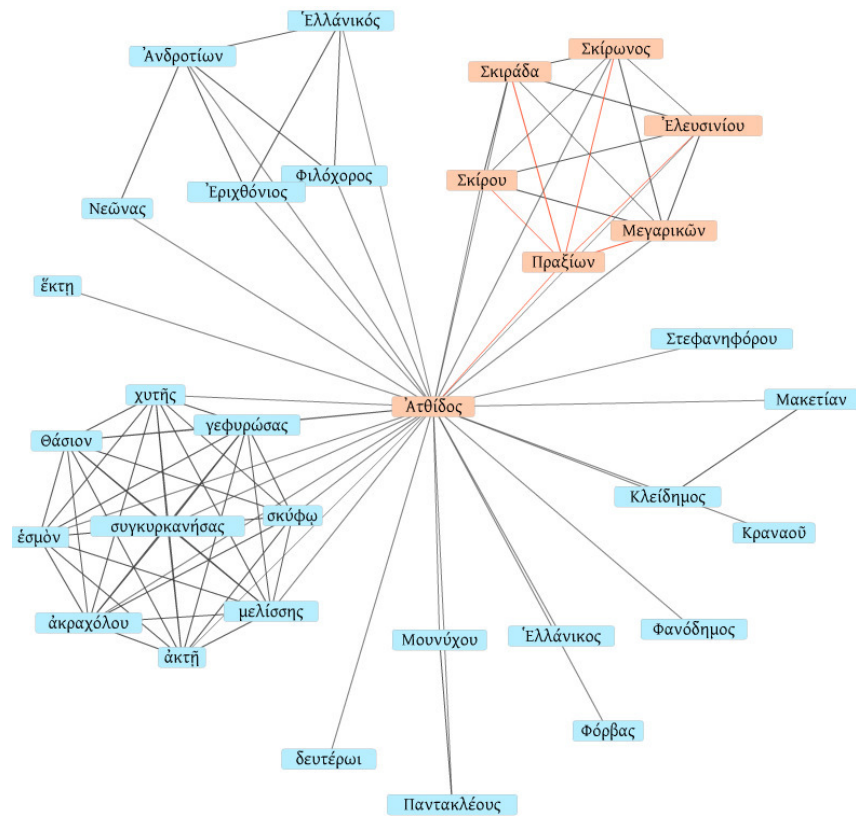 Ἑλλάνικός
Ἀνδροτίων
Σκίρωνος
Σκιράδα
Ἐλευσινίου
Φιλόχορος
Ἐριχθόνιος
Σκίρου
Νεῶνας
Μεγαρικῶν
Πραξίων
ἕκτῃ
Στεφανηφόρου
χυτῆς
Ἀτθίδος
Μακετίαν
γεφυρώσας
Θάσιον
Κλείδημος
σκύφῳ
συγκυρκανήσας
Κραναοῦ
ἑσμὸν
μελίσσης
ἀκραχόλου
Φανόδημος
Μουνύχου
Ἑλλάνικος
ἀκτῇ
Φόρβας
δευτέρωι
Παντακλέους